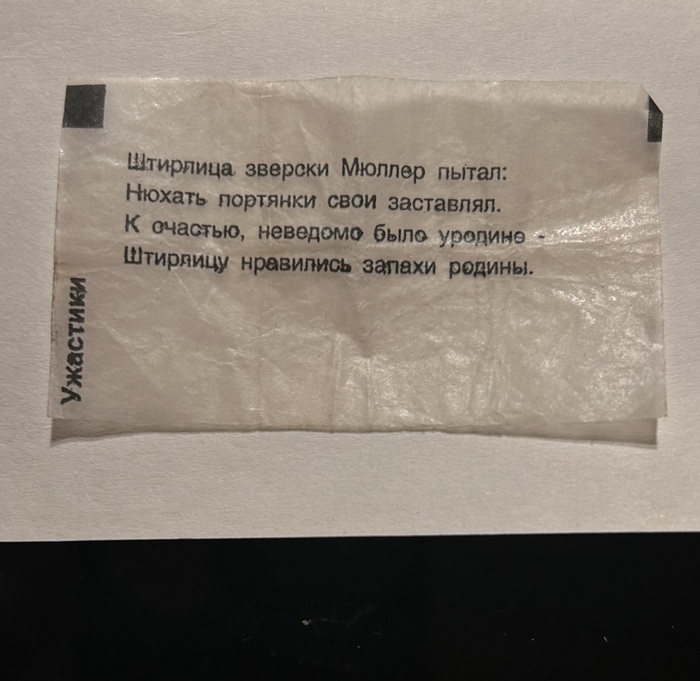 Штирлица зверски Мюллер пытал:
Нюхать портянки свои заставлял.
К счастью, неведомо было уродине -
Штирлицу нравились запахи родины.
Ужастики